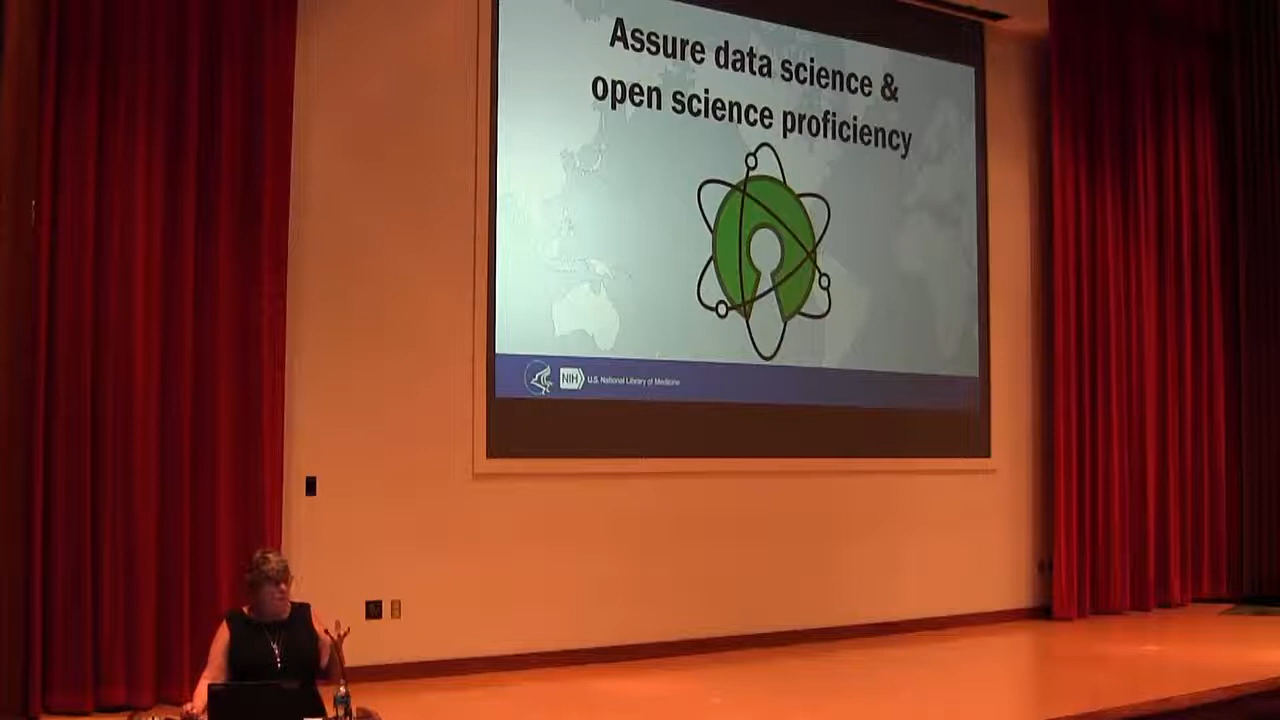 Assure data science &
open science proficiency
NIH U.S. National Library of Medicine